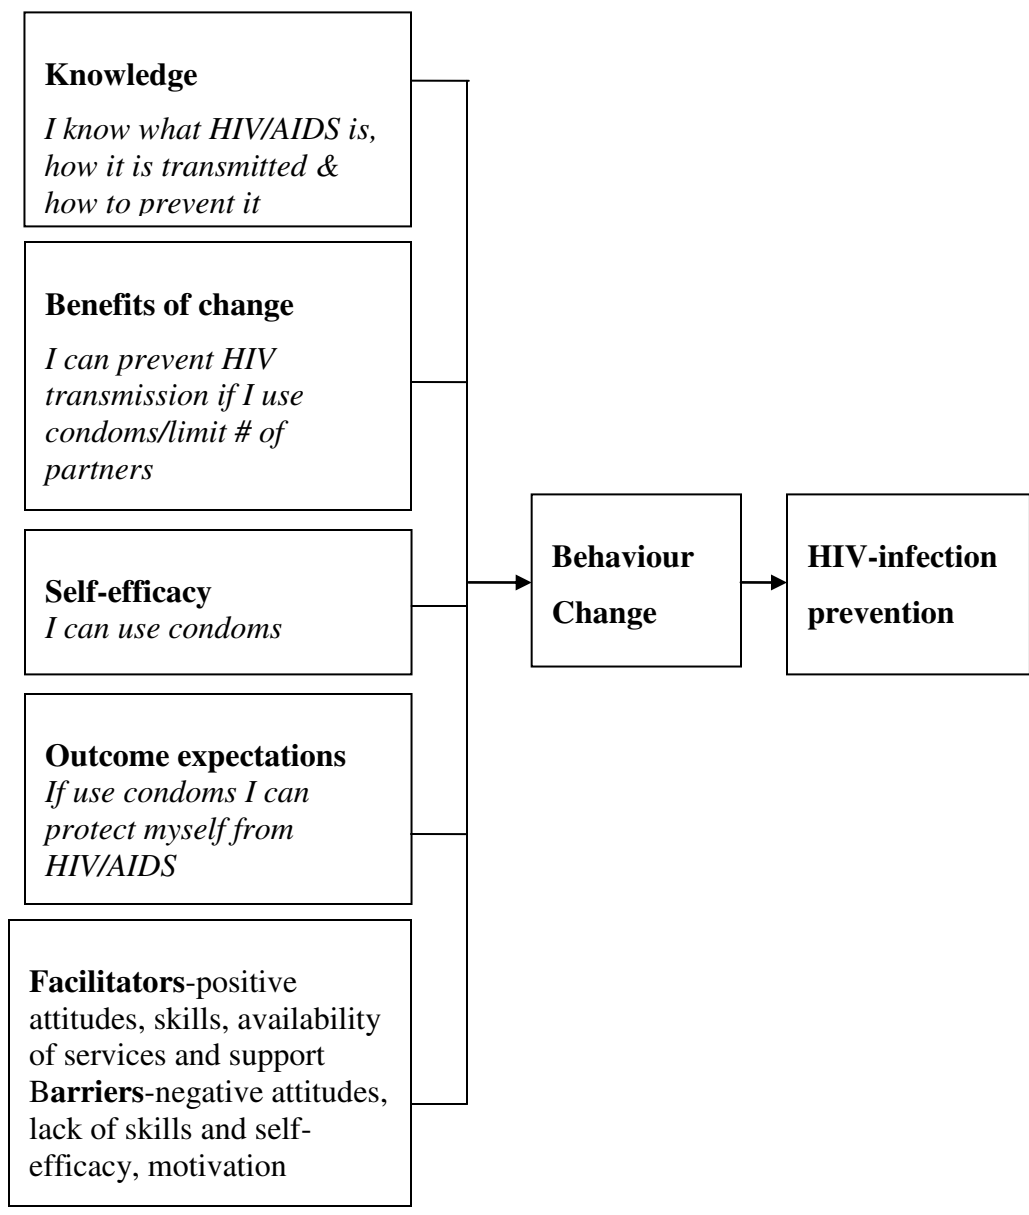 Knowledge
I know what HIV/AIDS is,
how it is transmitted &
how to prevent it
Benefits of change
I can prevent HIV
transmission if I use
condoms/limit # of
partners
Self-efficacy
I can use condoms
Outcome expectations
If use condoms I can
protect myself from
HIV/AIDS
Facilitators-positive
attitudes, skills, availability
of services and support
Barriers-negative attitudes,
lack of skills and self-
efficacy, motivation
Behaviour
Change
HIV-infection
prevention